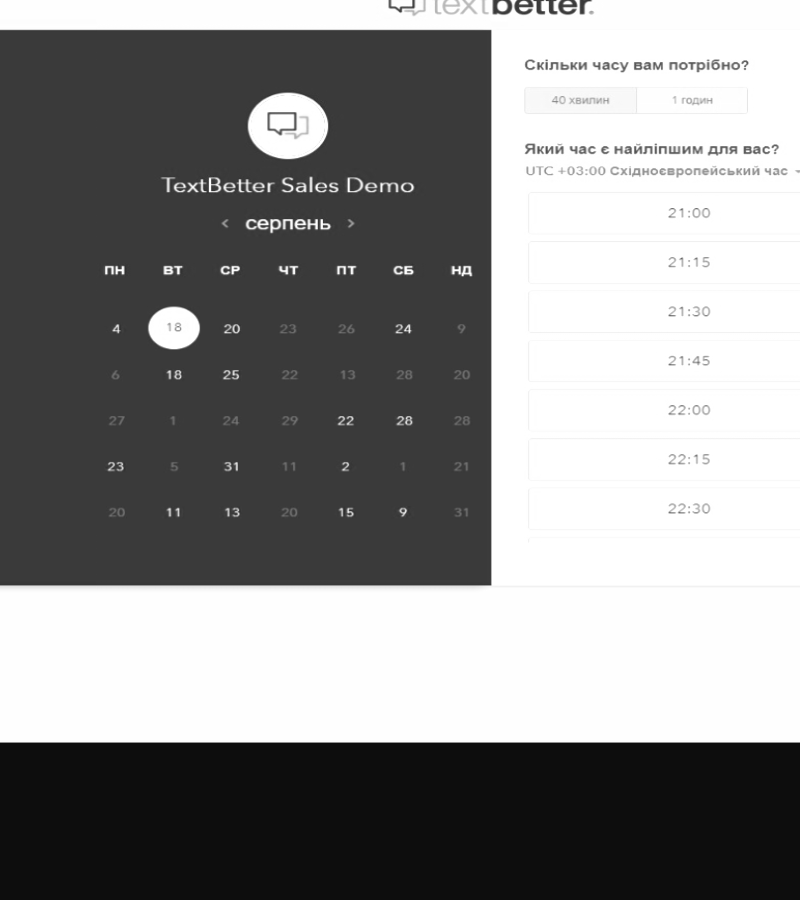 textbetter.
TextBetter Sales Demo
< серпень >
ПН ВТ СР ЧТ ПТ СБ НД
4 18 20 23 26 24 9
6 18 25 22 13 28 20
27 1 24 29 22 28 28
23 5 31 11 2 1 21
20 11 13 20 15 9 31
Скільки часу вам потрібно?
40 хвилин 1 годин
Який час є найліпшим для вас?
UTC +03:00 Східноєвропейський час
21:00
21:15
21:30
21:45
22:00
22:15
22:30